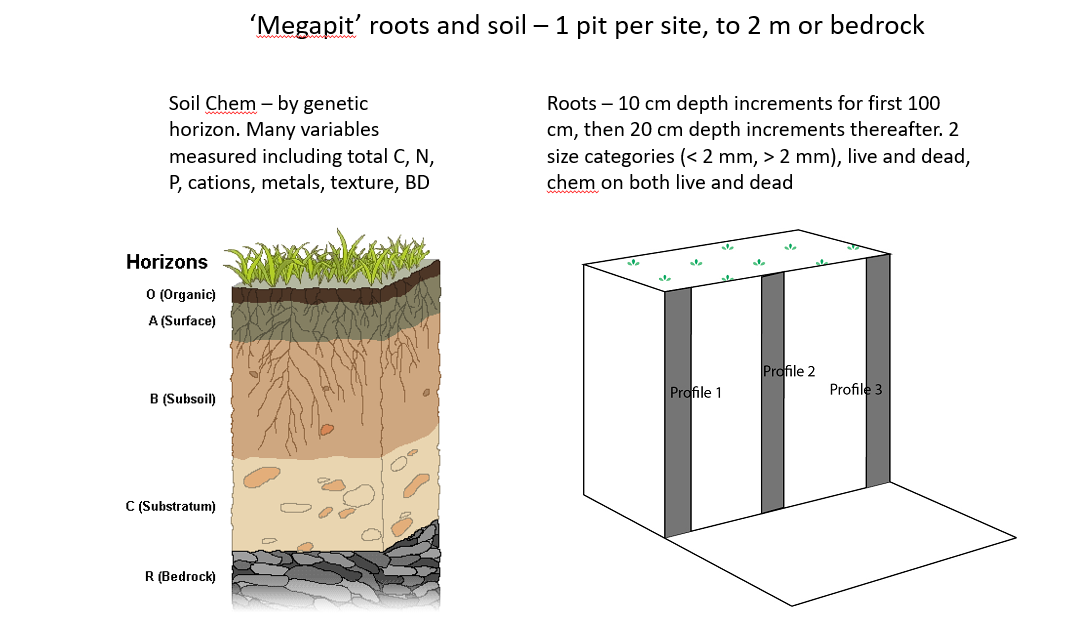 ‘Megapit’ roots and soil – 1 pit per site, to 2 m or bedrock
Soil Chem – by genetic
horizon. Many variables
measured including total C, N,
P, cations, metals, texture, BD
Roots – 10 cm depth increments for first 100
cm, then 20 cm depth increments thereafter. 2
size categories (< 2 mm, > 2 mm), live and dead,
chem on both live and dead
Horizons
O (Organic)
A (Surface)
B (Subsoil)
C (Substratum)
R (Bedrock)
Profile 1
Profile 2
Profile 3